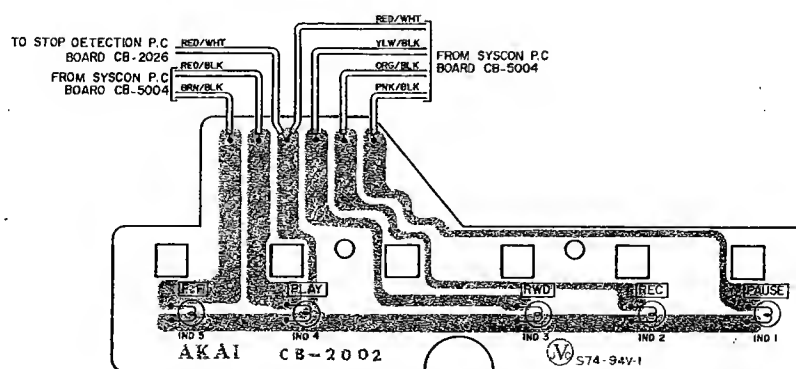 RED/WHT
TO STOP DETECTION P.C RED/WHT
BOARD CB-2026
YLW/BLK
FROM SYSCON P.C RED/BLK
BOARD CB-5004
ORG/BLK
FROM SYSCON P.C
BOARD CB-5004
BRN/BLK
PNK/BLK
F.F
PLAY
RWD
REC
PAUSE
IND 5
IND 4
IND 3
IND 2
IND 1
AKAI CB-2002
S74-94V-1